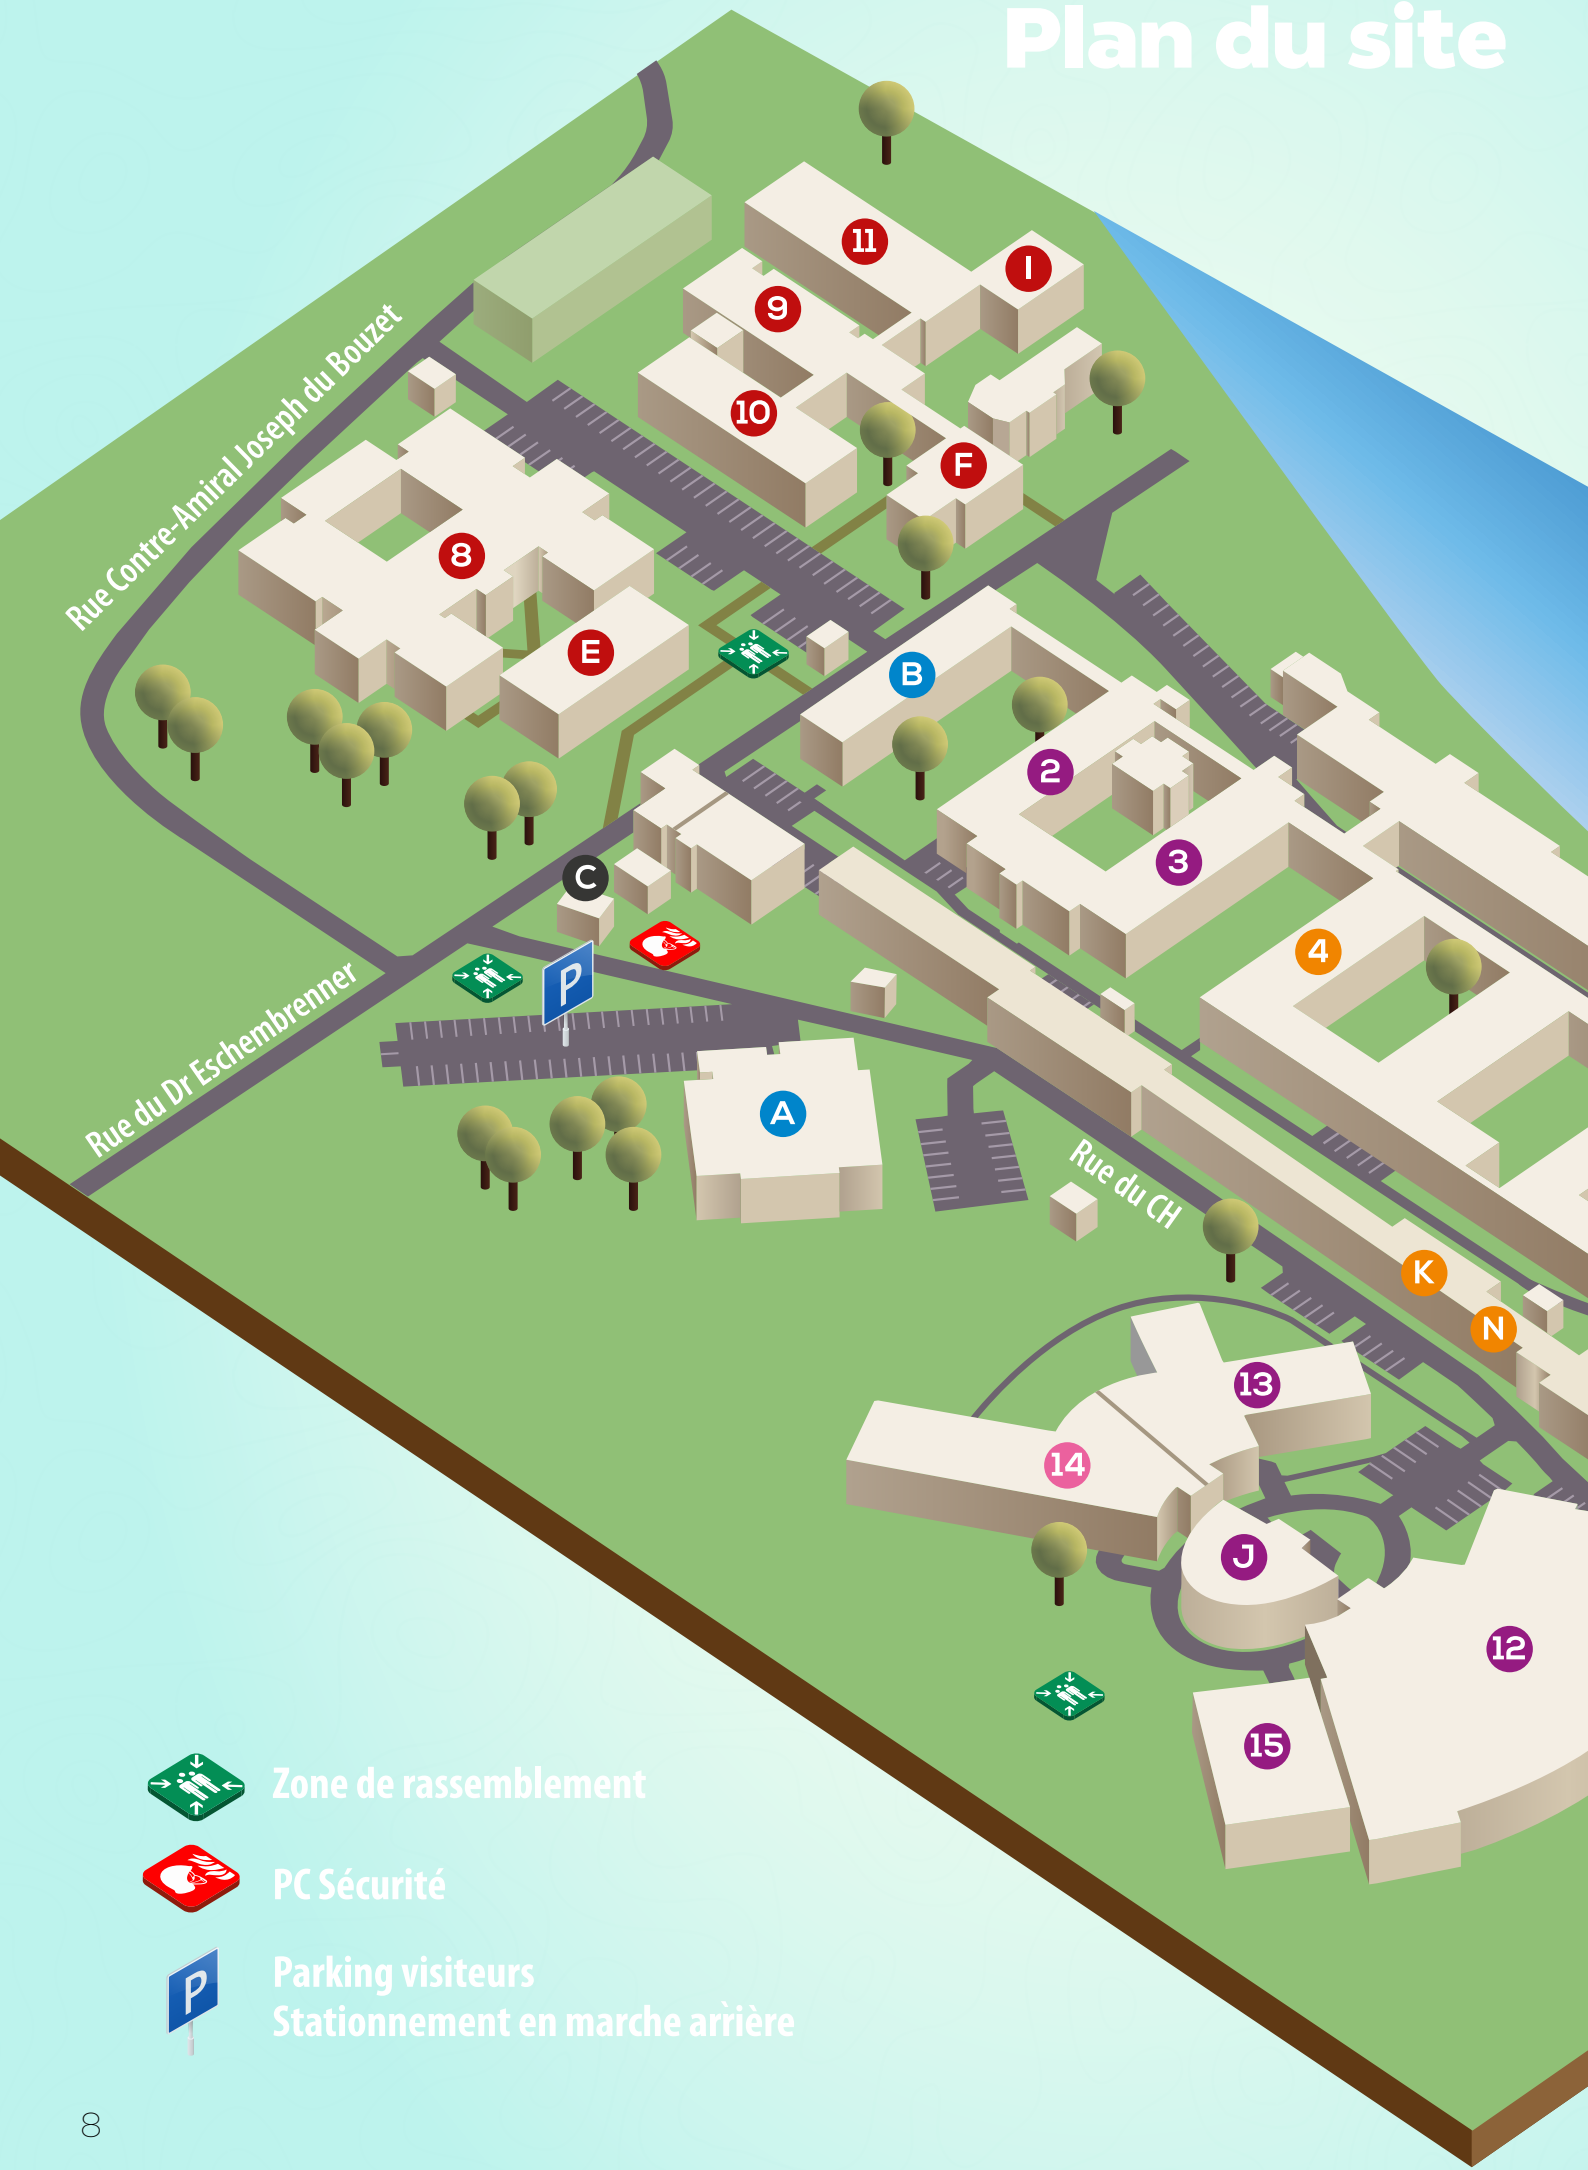 Plan du site
11
I
9
10
F
Rue Contre-Amiral Joseph du Bouzet
8
E
B
2
3
C
4
P
Rue du Dr Eschembrenner
A
Rue du CH
K
N
13
14
J
12
15
Zone de rassemblement
PC Sécurité
P
Parking visiteurs
Stationnement en marche arrière
8